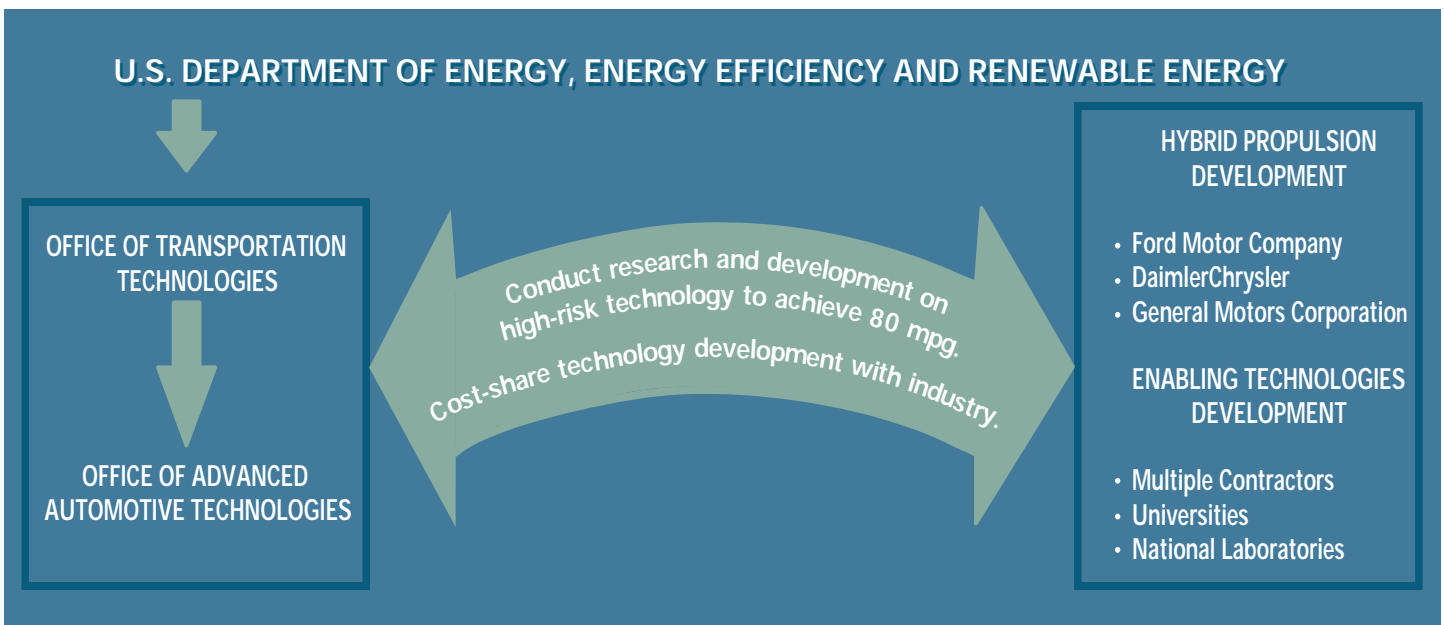 U.S. DEPARTMENT OF ENERGY, ENERGY EFFICIENCY AND RENEWABLE ENERGY
OFFICE OF TRANSPORTATION
TECHNOLOGIES
OFFICE OF ADVANCED
AUTOMOTIVE TECHNOLOGIES
Conduct research and development on
high-risk technology to achieve 80 mpg.
Cost-share technology development with industry.
HYBRID PROPULSION
DEVELOPMENT
• Ford Motor Company
• DaimlerChrysler
• General Motors Corporation
ENABLING TECHNOLOGIES
DEVELOPMENT
• Multiple Contractors
• Universities
• National Laboratories